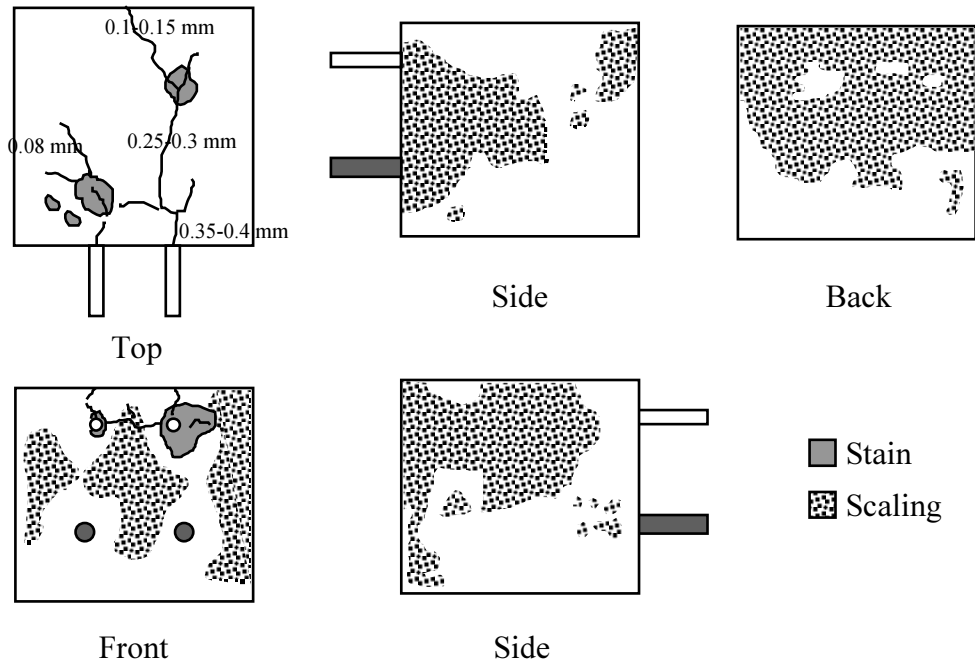 0.1-0.15 mm
0.08 mm
0.25-0.3 mm
0.35-0.4 mm
Top
Side
Back
Front
Side
Stain
Scaling